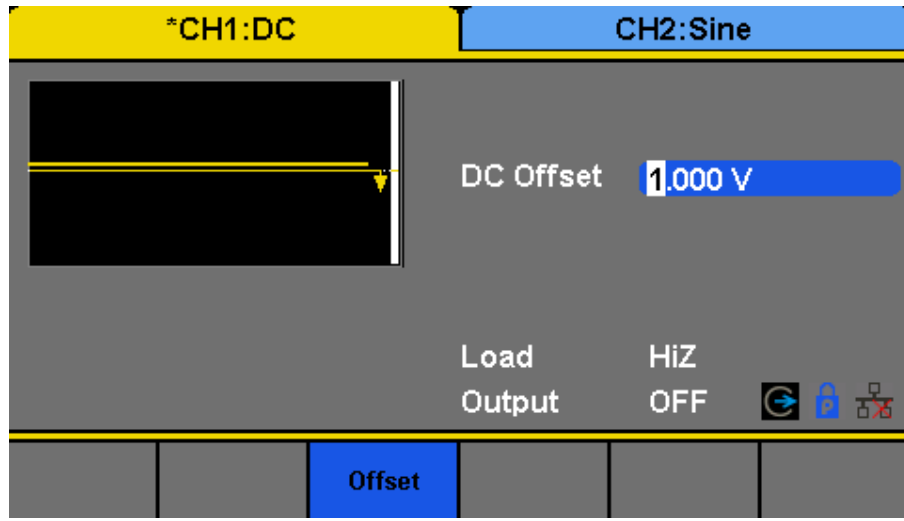 *CH1:DC
CH2:Sine
DC Offset 1.000 V
Load HiZ
Output OFF
P
Offset